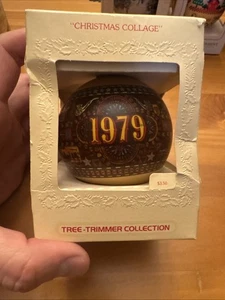 "CHRISTMAS COLLAGE"
1979
TREE-TRIMMER COLLECTION